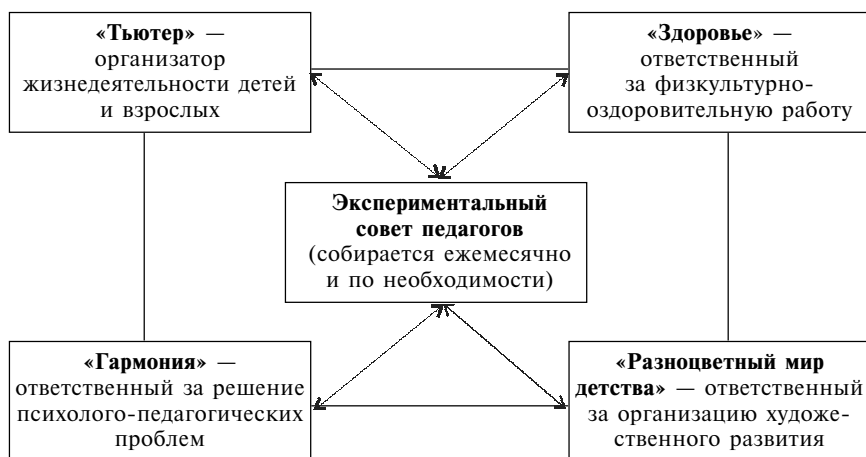 «Тьютер» —
организатор
жизнедеятельности детей
и взрослых
«Здоровье» —
ответственный
за физкультурно-
оздоровительную работу
Экспериментальный
совет педагогов
(собирается ежемесячно
и по необходимости)
«Гармония» —
ответственный за решение
психолого-педагогических
проблем
«Разноцветный мир
детства» — ответственный
за организацию художе-
ственного развития